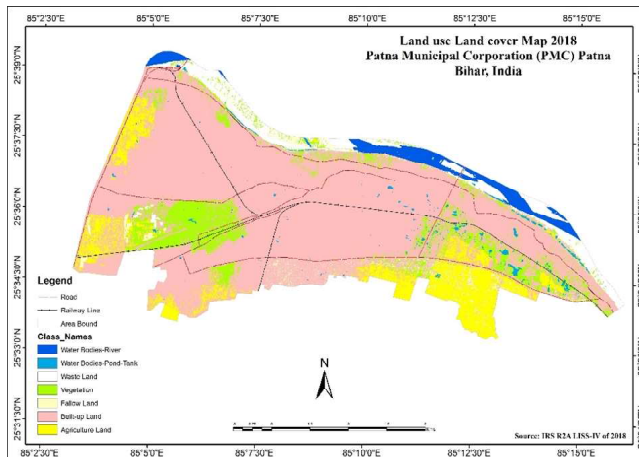 85°2'30"E 85°5'0"E 85°7'30"E 85°10'0"E 85°12'30"E 85°15'0"E
Land use Land cover Map 2018
Patna Municipal Corporation (PMC) Patna
Bihar, India
25°39'0"N
25°37'30"N
25°36'0"N
25°34'30"N
25°33'0"N
25°31'30"N
Legend
Road
Railway Line
Area Bound
Class_Names
Water Bodies-River
Water Bodies-Pond-Tank
Waste Land
Vegetation
Fallow Land
Built-up Land
Agriculture Land
N
Source: IRS R2A LISS-IV of 2018
85°2'30"E 85°5'0"E 85°7'30"E 85°10'0"E 85°12'30"E 85°15'0"E